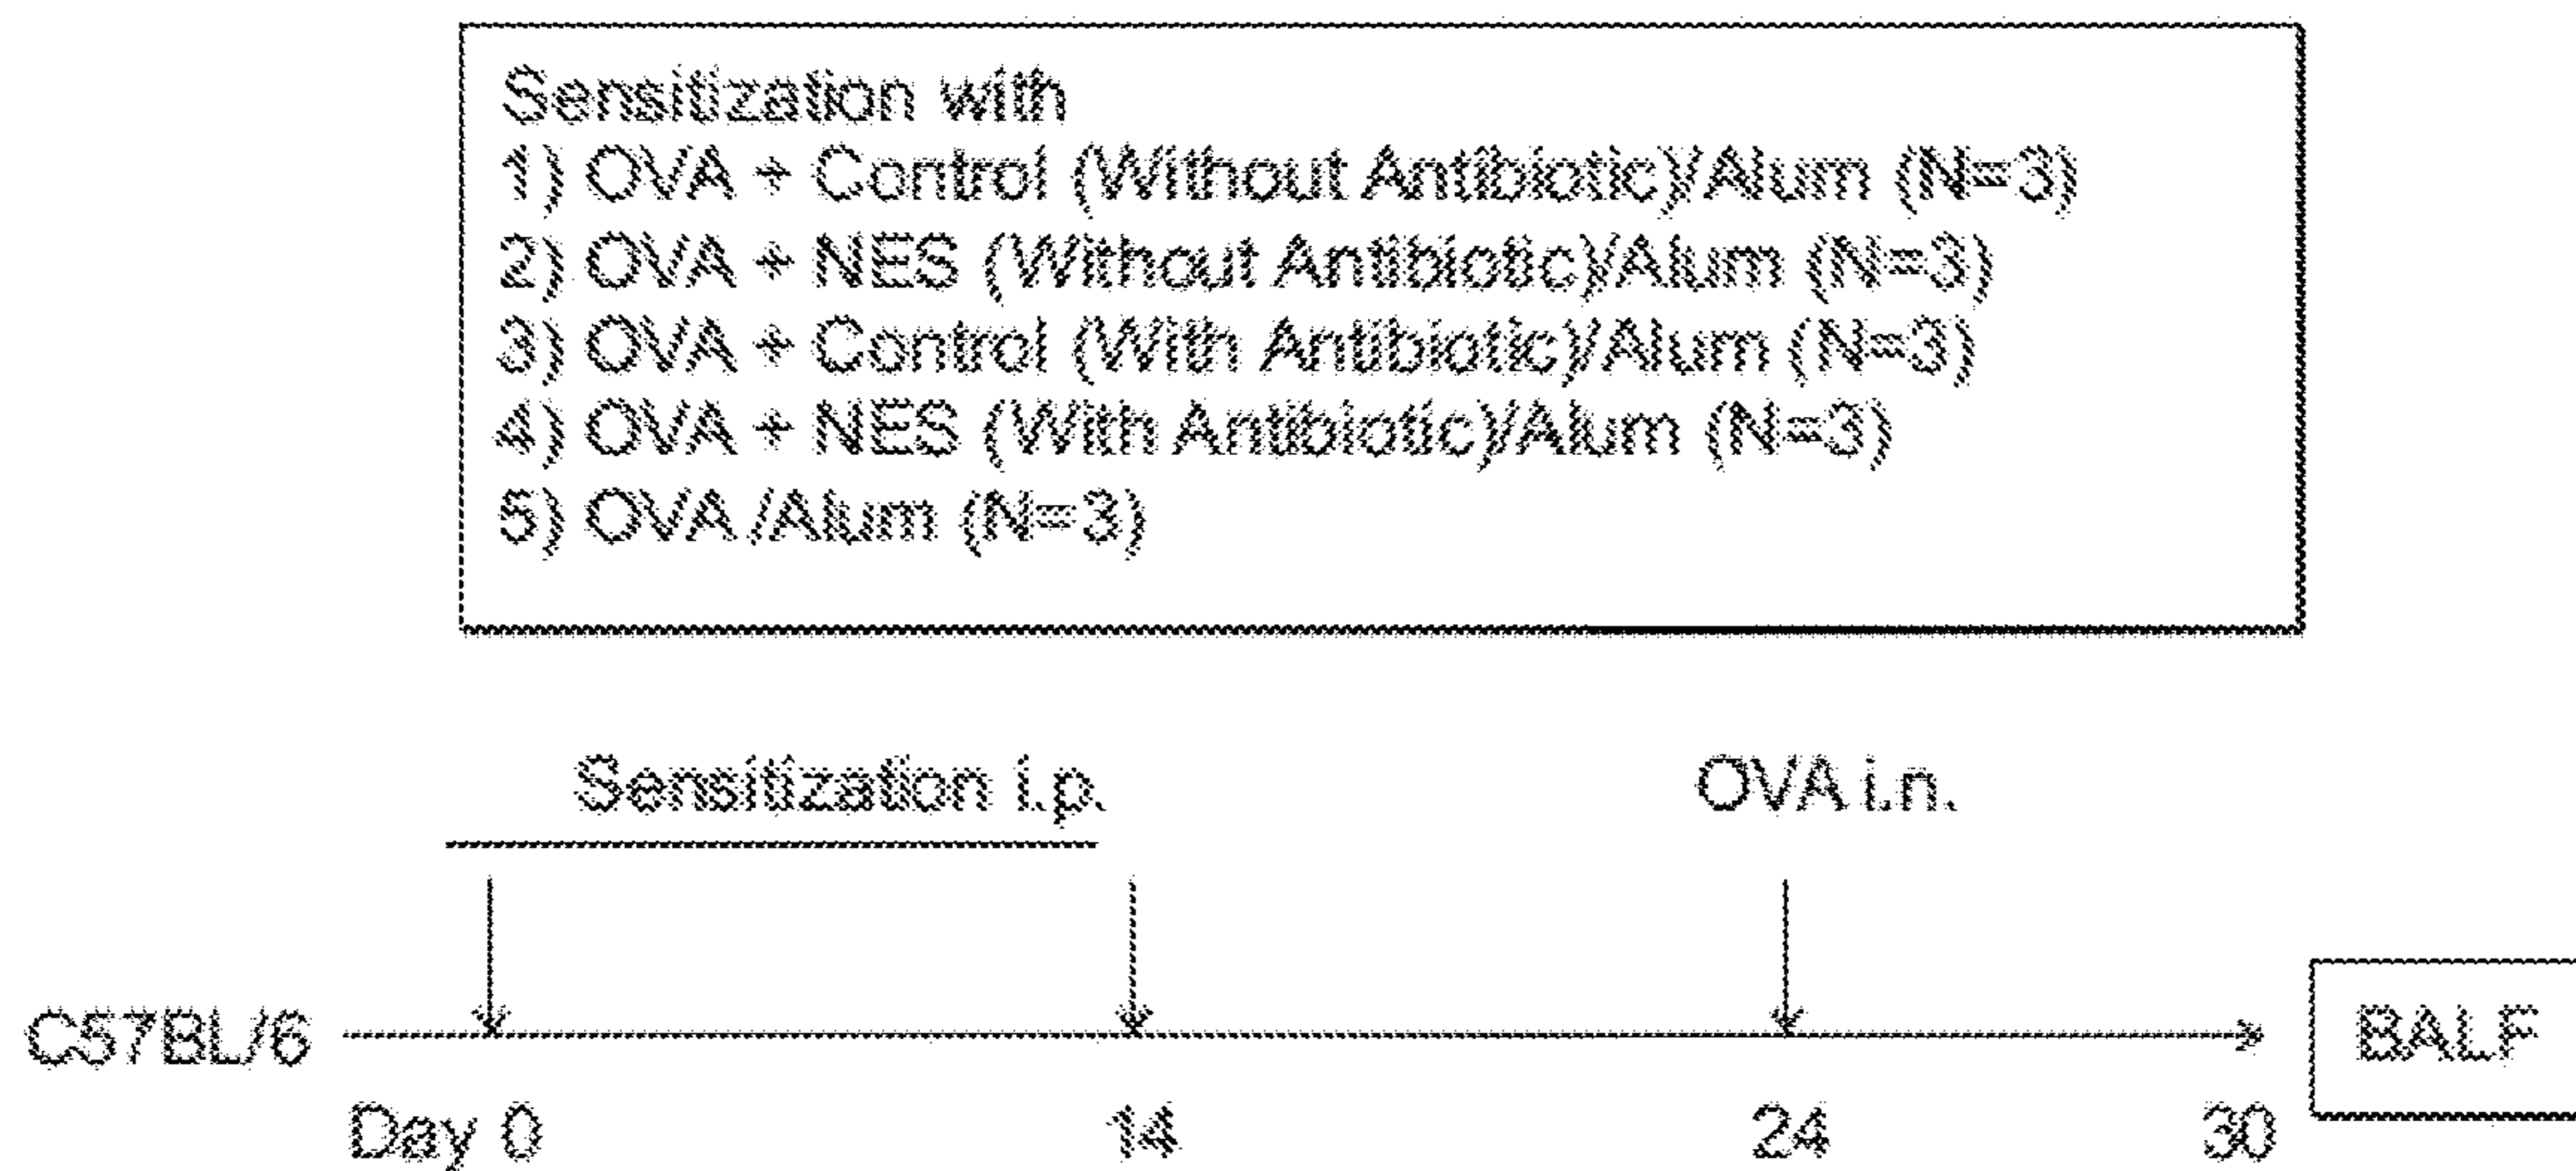 Sensitization with
1) OVA + Control (Without Antibiotic)/Alum (N=3)
2) OVA + NES (Without Antibiotic)/Alum (N=3)
3) OVA + Control (With Antibiotic)/Alum (N=3)
4) OVA + NES (With Antibiotic)/Alum (N=3)
5) OVA /Alum (N=3)
Sensitization i.p. OVA i.n.
C57BL/6 BALF
Day 0 14 24 30